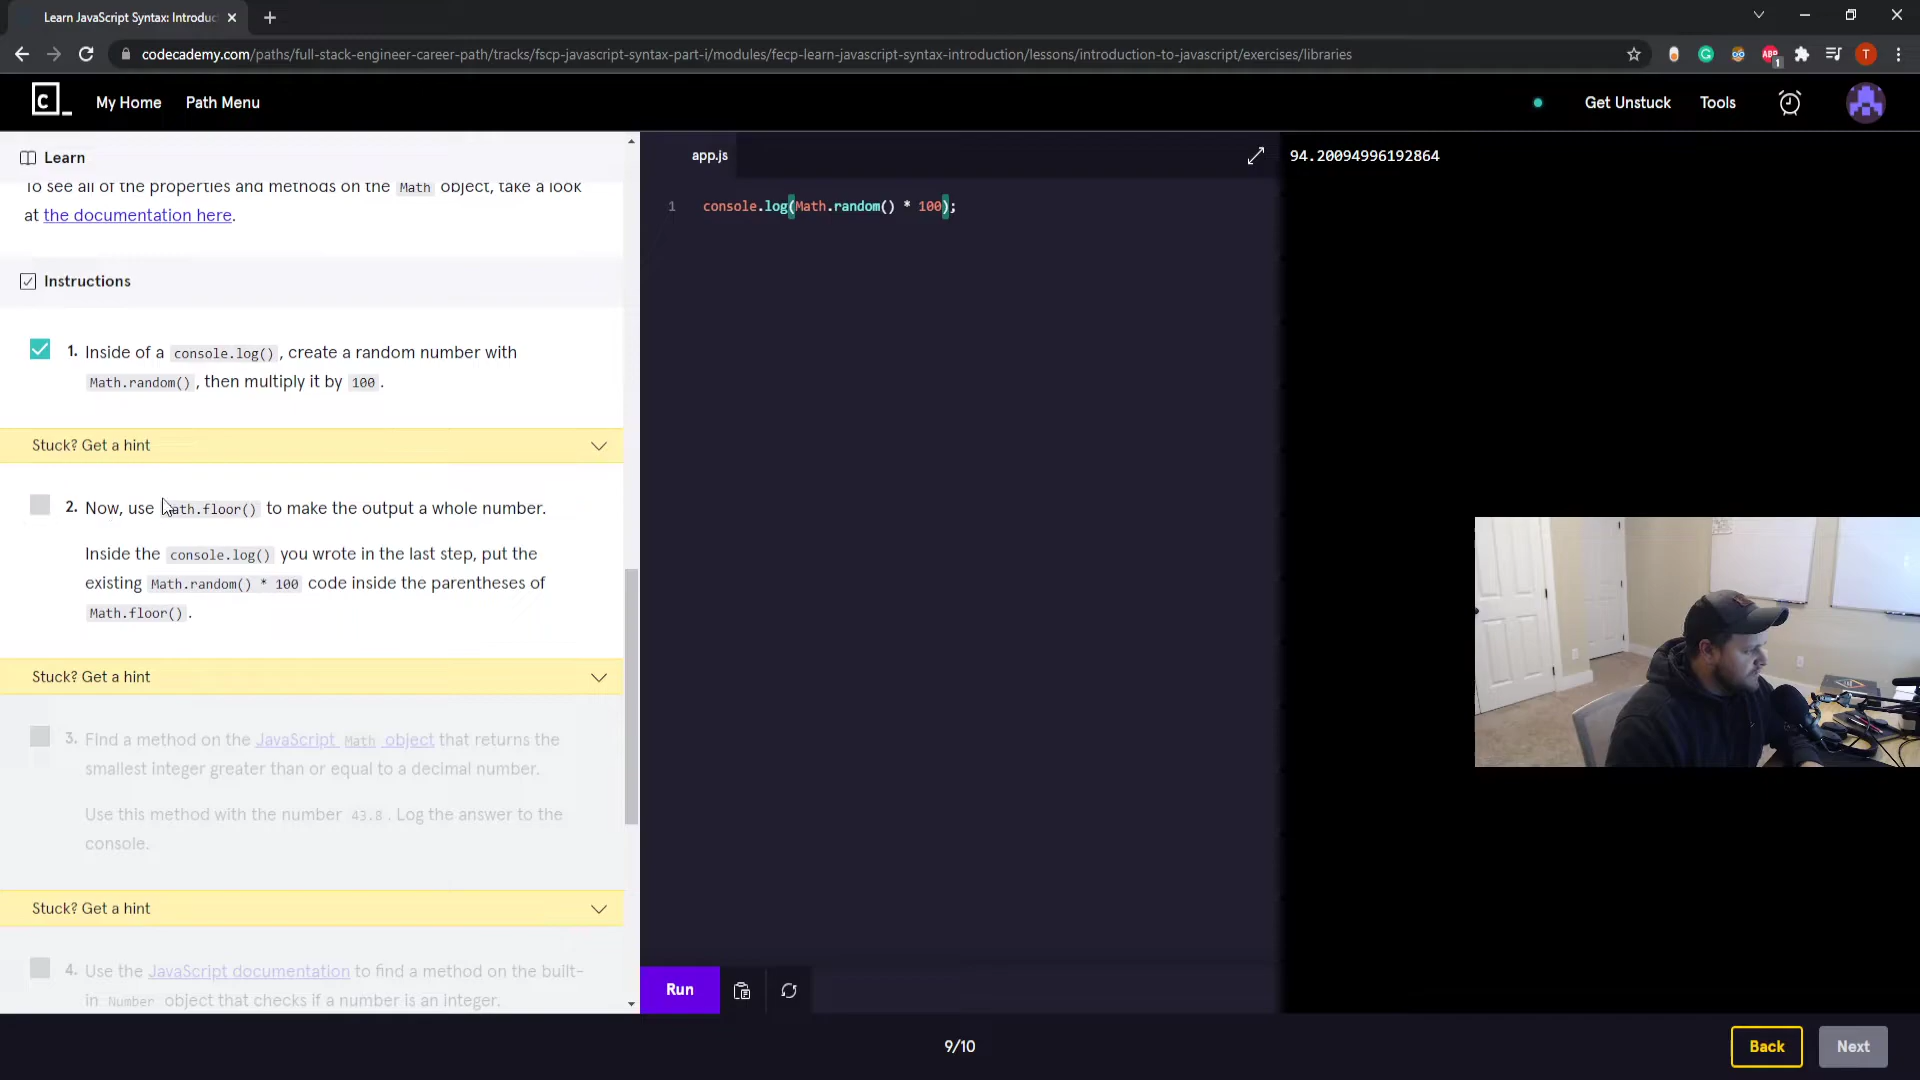 Learn JavaScript Syntax: Introduc
codecademy.com/paths/full-stack-engineer-career-path/tracks/fscp-javascript-syntax-part-i/modules/fecp-learn-javascript-syntax-introduction/lessons/introduction-to-javascript/exercises/libraries
ABP
1
T
C_
My Home
Path Menu
Get Unstuck
Tools
Learn
To see all of the properties and methods on the Math object, take a look
at the documentation here.
Instructions
1. Inside of a console.log(), create a random number with
Math.random(), then multiply it by 100.
Stuck? Get a hint
2. Now, use Math.floor() to make the output a whole number.
Inside the console.log() you wrote in the last step, put the
existing Math.random() * 100 code inside the parentheses of
Math.floor().
Stuck? Get a hint
3. Find a method on the JavaScript Math object that returns the
smallest integer greater than or equal to a decimal number.
Use this method with the number 43.8. Log the answer to the
console.
Stuck? Get a hint
4. Use the JavaScript documentation to find a method on the built-
in Number object that checks if a number is an integer.
app.js
1 console.log(Math.random() * 100);
Run
94.20094996192864
9/10
Back
Next